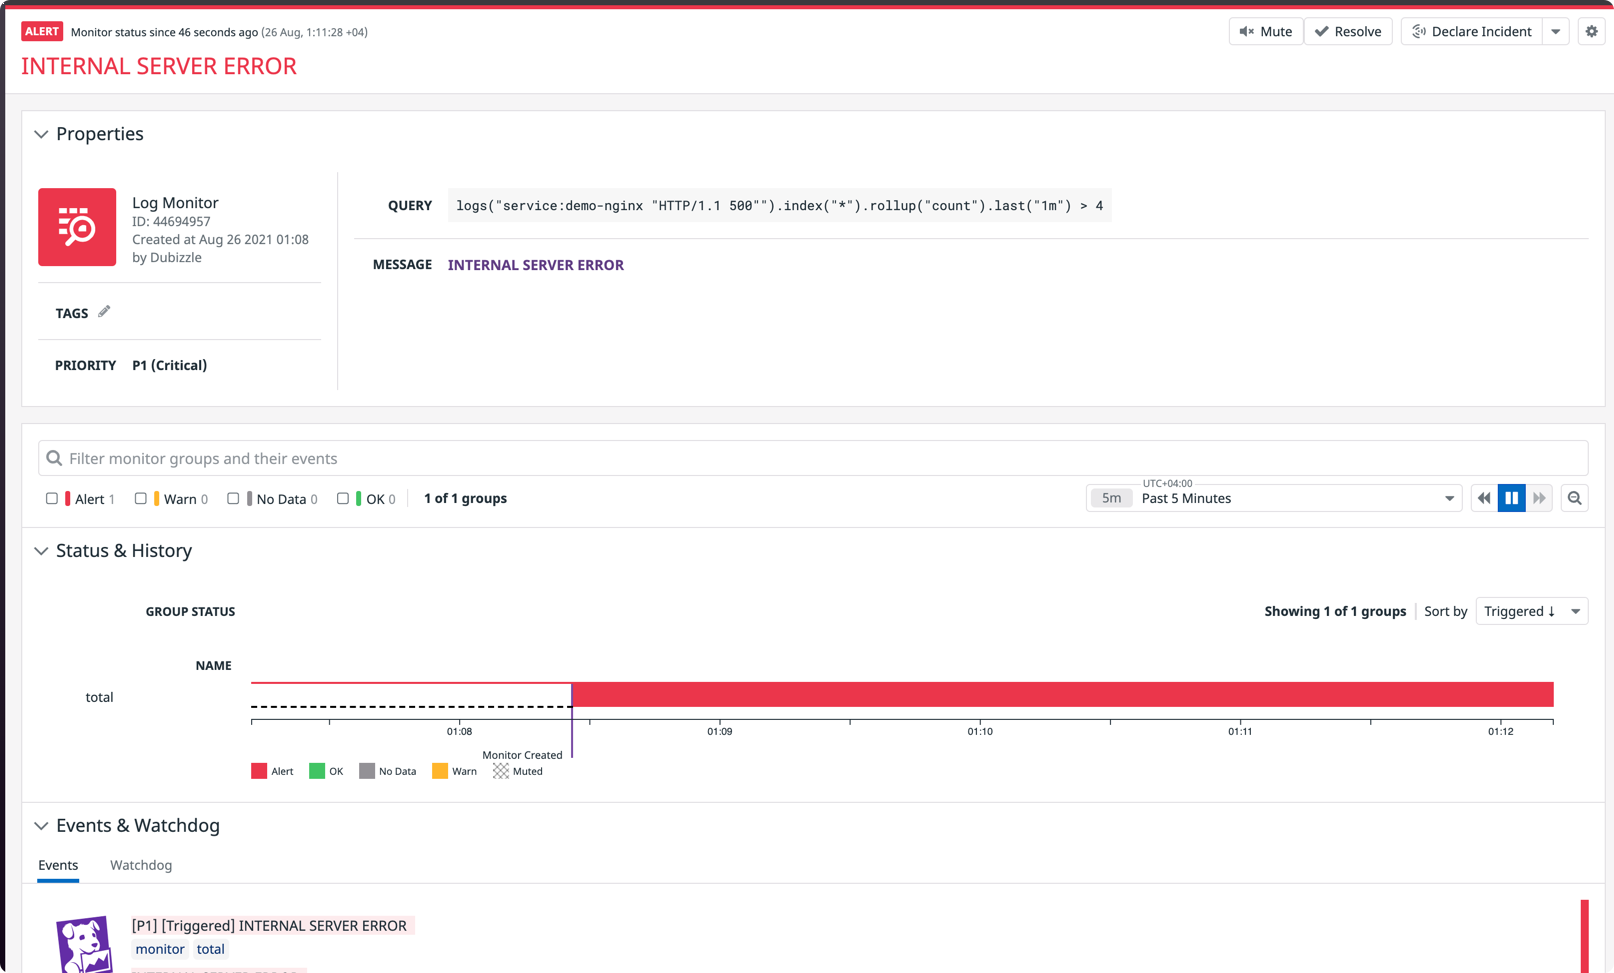 ALERT Monitor status since 46 seconds ago (26 Aug, 1:11:28 +04)
Mute Resolve Declare Incident
INTERNAL SERVER ERROR
Properties
Log Monitor
ID: 44694957
Created at Aug 26 2021 01:08
by Dubizzle
TAGS
PRIORITY P1 (Critical)
QUERY logs("service:demo-nginx "HTTP/1.1 500"").index("*").rollup("count").last("1m") > 4
MESSAGE INTERNAL SERVER ERROR
Filter monitor groups and their events
Alert 1 Warn 0 No Data 0 OK 0 1 of 1 groups
UTC+04:00
5m Past 5 Minutes
Status & History
GROUP STATUS
Showing 1 of 1 groups Sort by Triggered ↓
NAME
total
01:08 01:09 01:10 01:11 01:12
Monitor Created
Alert OK No Data Warn Muted
Events & Watchdog
Events Watchdog
[P1] [Triggered] INTERNAL SERVER ERROR
monitor total